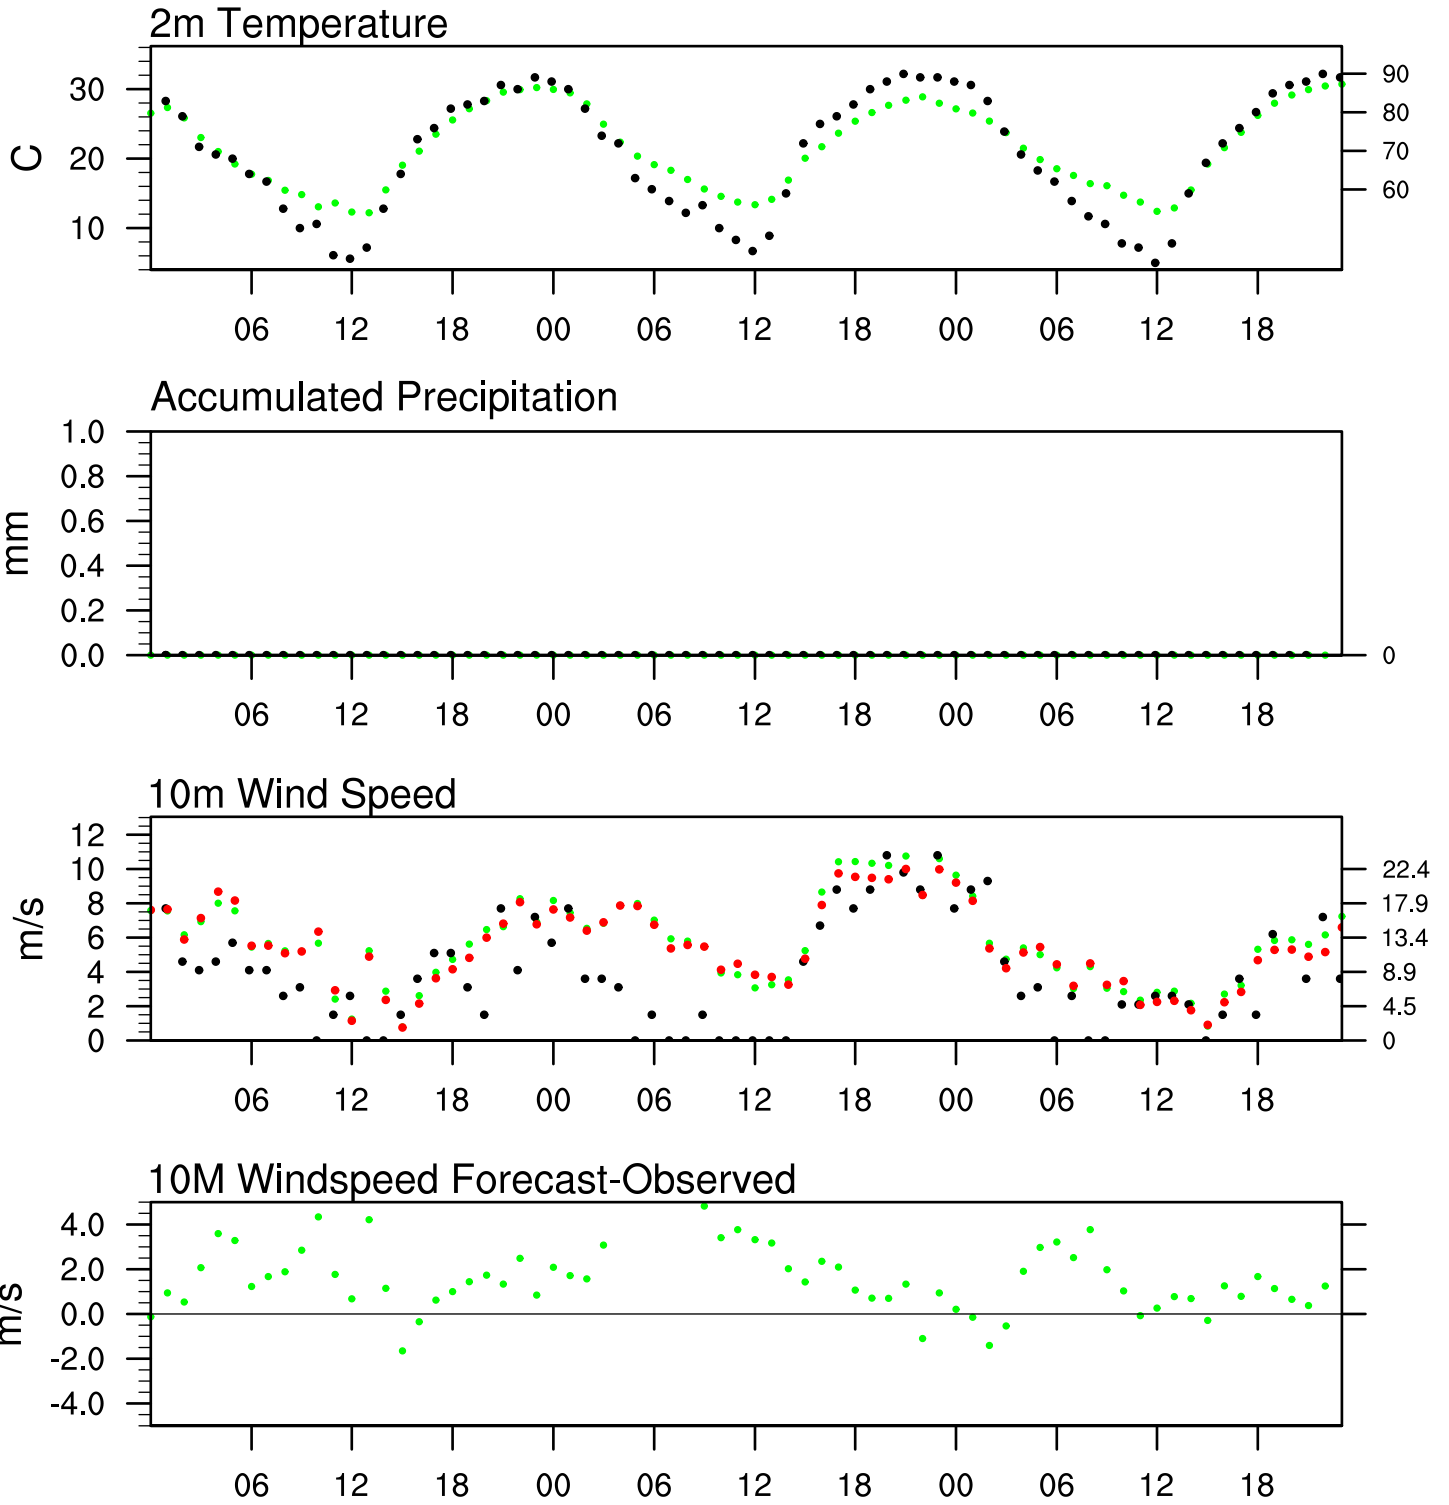 2m Temperature
30
20
10
C
90
80
70
60
06 12 18 00 06 12 18 00 06 12 18
Accumulated Precipitation
1.0
0.8
0.6
0.4
0.2
0.0
mm
0
06 12 18 00 06 12 18 00 06 12 18
10m Wind Speed
12
10
8
6
4
2
0
m/s
22.4
17.9
13.4
8.9
4.5
0
06 12 18 00 06 12 18 00 06 12 18
10M Windspeed Forecast-Observed
4.0
2.0
0.0
-2.0
-4.0
m/s
06 12 18 00 06 12 18 00 06 12 18